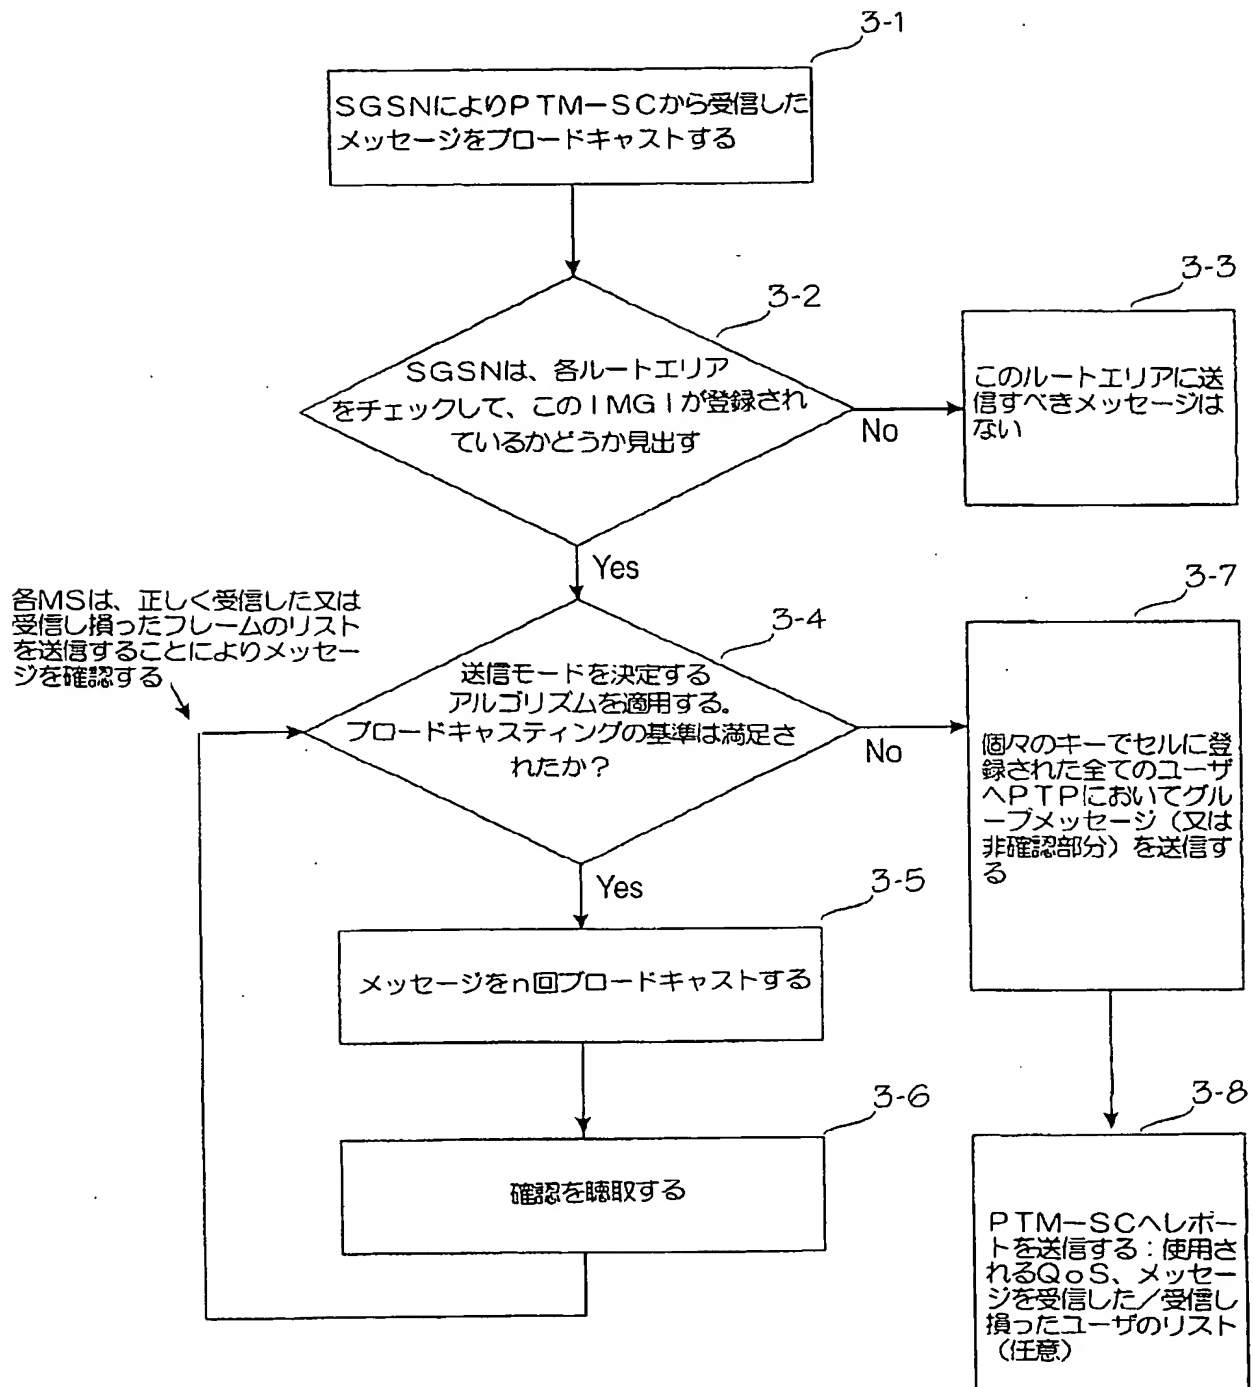 3-1
SGSNによりPTM-SCから受信した
メッセージをブロードキャストする
3-2
SGSNは、各ルートエリア
をチェックして、このIMGIが登録され
ているかどうか見出す
No
Yes
3-3
このルートエリアに送
信すべきメッセージは
ない
各MSは、正しく受信した又は
受信し損ったフレームのリスト
を送信することによりメッセー
ジを確認する
3-4
送信モードを決定する
アルゴリズムを適用する。
ブロードキャスティングの基準は満足さ
れたか？
No
Yes
3-7
個々のキーでセルに登
録された全てのユーザ
へPTPにおいてグル
ープメッセージ（又は
非確認部分）を送信す
る
3-5
メッセージをn回ブロードキャストする
3-6
確認を聴取する
3-8
PTM-SCへレポー
トを送信する：使用さ
れるQoS、メッセー
ジを受信した／受信し
損ったユーザのリスト
（任意）